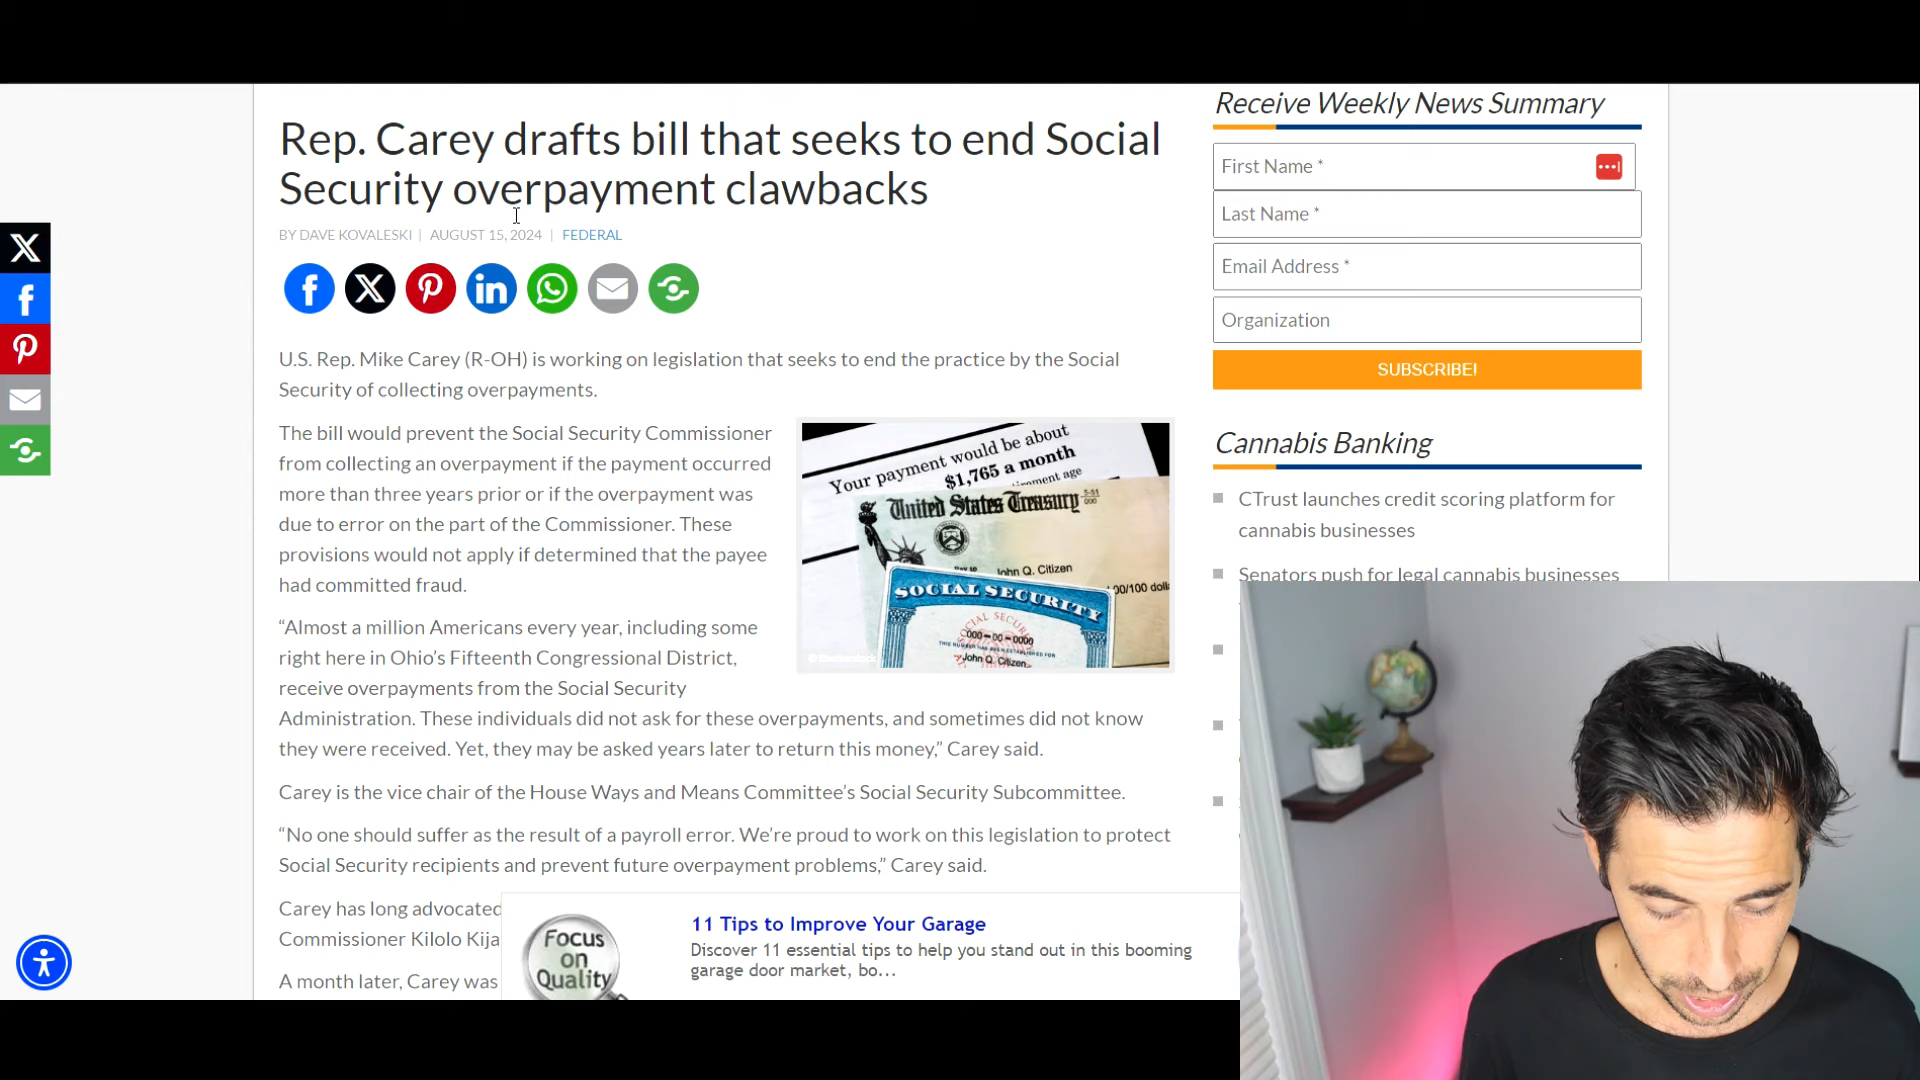 Rep. Carey drafts bill that seeks to end Social
Security overpayment clawbacks
BY DAVE KOVALESKI | AUGUST 15, 2024 | FEDERAL
U.S. Rep. Mike Carey (R-OH) is working on legislation that seeks to end the practice by the Social
Security of collecting overpayments.
The bill would prevent the Social Security Commissioner
from collecting an overpayment if the payment occurred
more than three years prior or if the overpayment was
due to error on the part of the Commissioner. These
provisions would not apply if determined that the payee
had committed fraud.
“Almost a million Americans every year, including some
right here in Ohio’s Fifteenth Congressional District,
receive overpayments from the Social Security
Administration. These individuals did not ask for these overpayments, and sometimes did not know
they were received. Yet, they may be asked years later to return this money,” Carey said.
Carey is the vice chair of the House Ways and Means Committee’s Social Security Subcommittee.
“No one should suffer as the result of a payroll error. We’re proud to work on this legislation to protect
Social Security recipients and prevent future overpayment problems,” Carey said.
Carey has long advocated
Commissioner Kilolo Kija
A month later, Carey was
Your payment would be about
$1,765 a month
United States Treasury
John Q. Citizen
00/100 dolla
SOCIAL SECURITY
000-00-0000
THIS NUMBER HAS BEEN ESTABLISHED FOR
John Q. Citizen
Focus
on
Quality
11 Tips to Improve Your Garage
Discover 11 essential tips to help you stand out in this booming
garage door market, bo...
Receive Weekly News Summary
First Name *
Last Name *
Email Address *
Organization
SUBSCRIBE!
Cannabis Banking
CTrust launches credit scoring platform for
cannabis businesses
Senators push for legal cannabis businesses